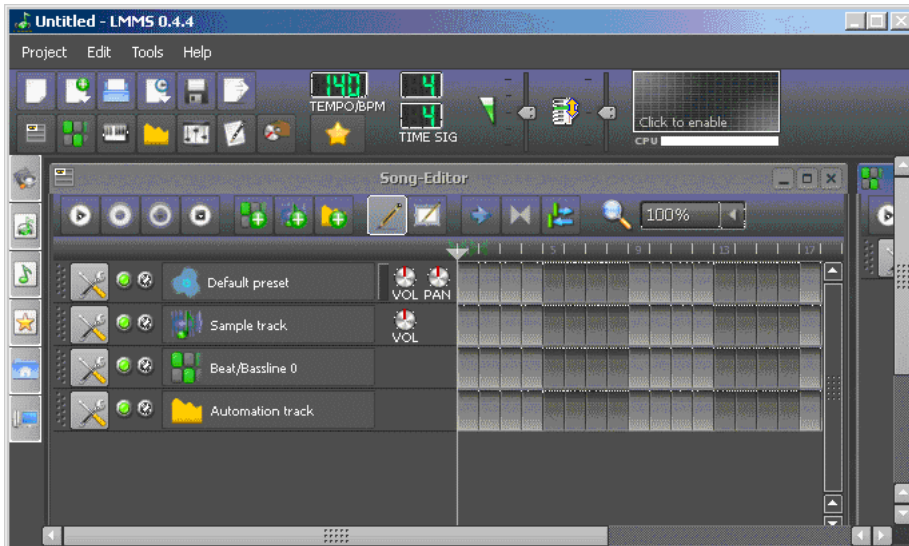 Untitled - LMMS 0.4.4
Project Edit Tools Help
140
TEMPO/BPM
4
4
TIME SIG
Click to enable
CPU
Song-Editor
100%
5 9 13 17
Default preset
VOL PAN
Sample track
VOL
Beat/Bassline 0
Automation track